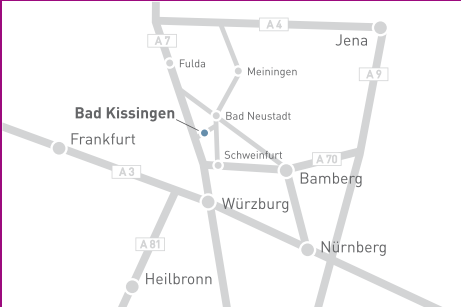 A 4
A 7
Jena
Fulda
Meiningen
A 9
Bad Kissingen
Bad Neustadt
Frankfurt
Schweinfurt
A 70
A 3
Bamberg
Würzburg
A 81
Nürnberg
Heilbronn